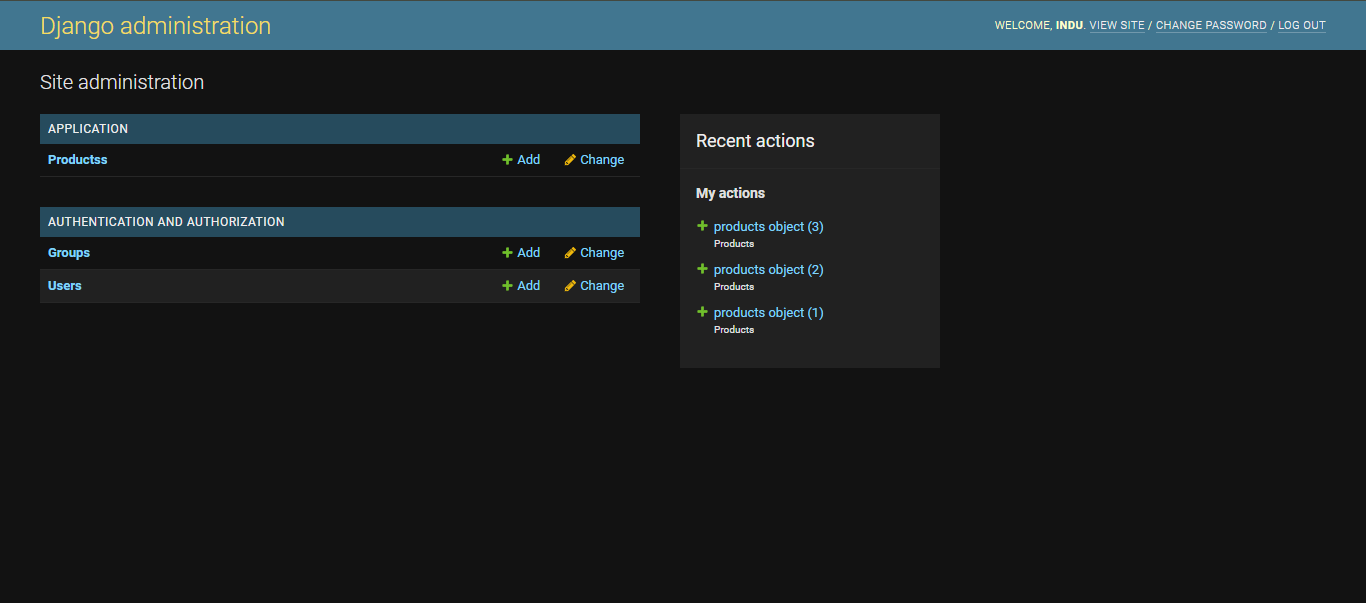 Django administration
WELCOME, INDU. VIEW SITE / CHANGE PASSWORD / LOG OUT
Site administration
APPLICATION
Productss Add Change
AUTHENTICATION AND AUTHORIZATION
Groups Add Change
Users Add Change
Recent actions
My actions
products object (3)
Products
products object (2)
Products
products object (1)
Products